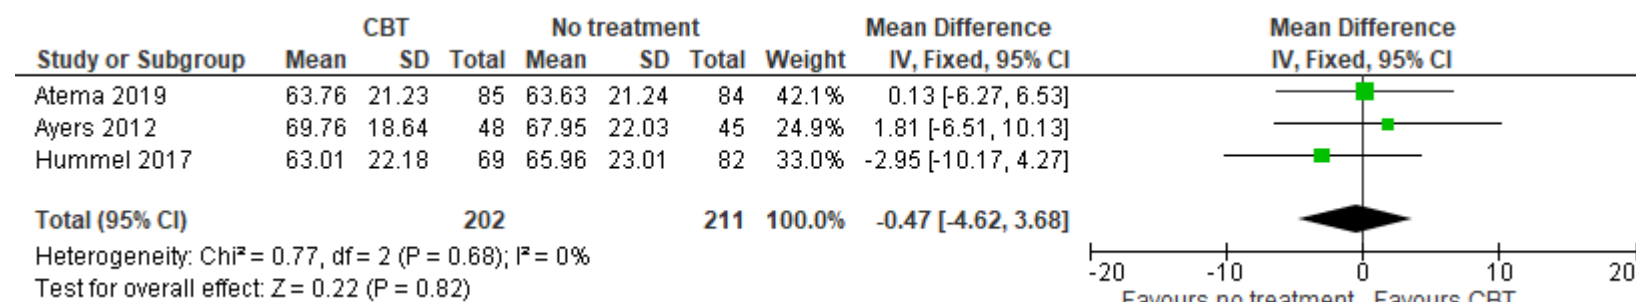 CBT No treatment Mean Difference Mean Difference
Study or Subgroup Mean SD Total Mean SD Total Weight IV, Fixed, 95% CI IV, Fixed, 95% CI
Atema 2019 63.76 21.23 85 63.63 21.24 84 42.1% 0.13 [-6.27, 6.53]
Ayers 2012 69.76 18.64 48 67.95 22.03 45 24.9% 1.81 [-6.51, 10.13]
Hummel 2017 63.01 22.18 69 65.96 23.01 82 33.0% -2.95 [-10.17, 4.27]
Total (95% CI) 202 211 100.0% -0.47 [-4.62, 3.68]
Heterogeneity: Chi² = 0.77, df = 2 (P = 0.68); I² = 0%
Test for overall effect: Z = 0.22 (P = 0.82)
-20 -10 0 10 20
Favours no treatment Favours CBT